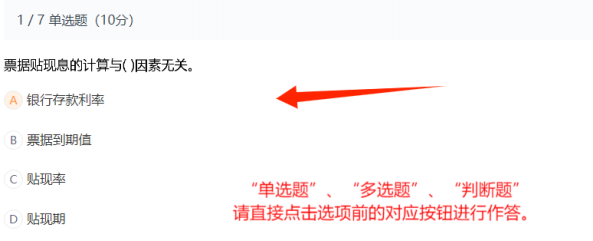 1 / 7 单选题（10分）
票据贴现息的计算与( )因素无关。
A 银行存款利率
B 票据到期值
C 贴现率
D 贴现期
“单选题”、“多选题”、“判断题”
请直接点击选项前的对应按钮进行作答。